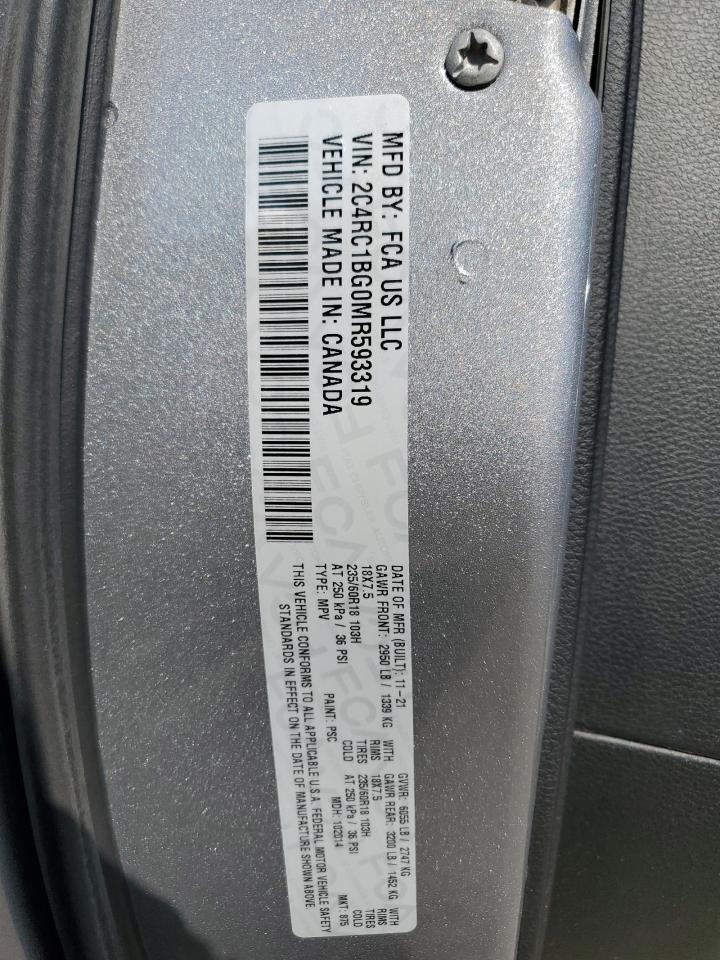 MFD BY: FCA US LLC
VIN: 2C4RC1BG0MR593319
VEHICLE MADE IN: CANADA
DATE OF MFR (BUILT): 11-21 GVWR: 6055 LB / 2747 KG
GAWR FRONT: 2950 LB / 1339 KG WITH GAWR REAR: 3200 LB / 1452 KG WITH
18X7.5 RIMS 18X7.5 RIMS
235/60R18 103H TIRES 235/60R18 103H TIRES
AT 250 kPa / 36 PSI COLD AT 250 kPa / 36 PSI COLD
TYPE: MPV PAINT: PSC MDH: 102014 MKT: 875
THIS VEHICLE CONFORMS TO ALL APPLICABLE U.S.A. FEDERAL MOTOR VEHICLE SAFETY
STANDARDS IN EFFECT ON THE DATE OF MANUFACTURE SHOWN ABOVE.